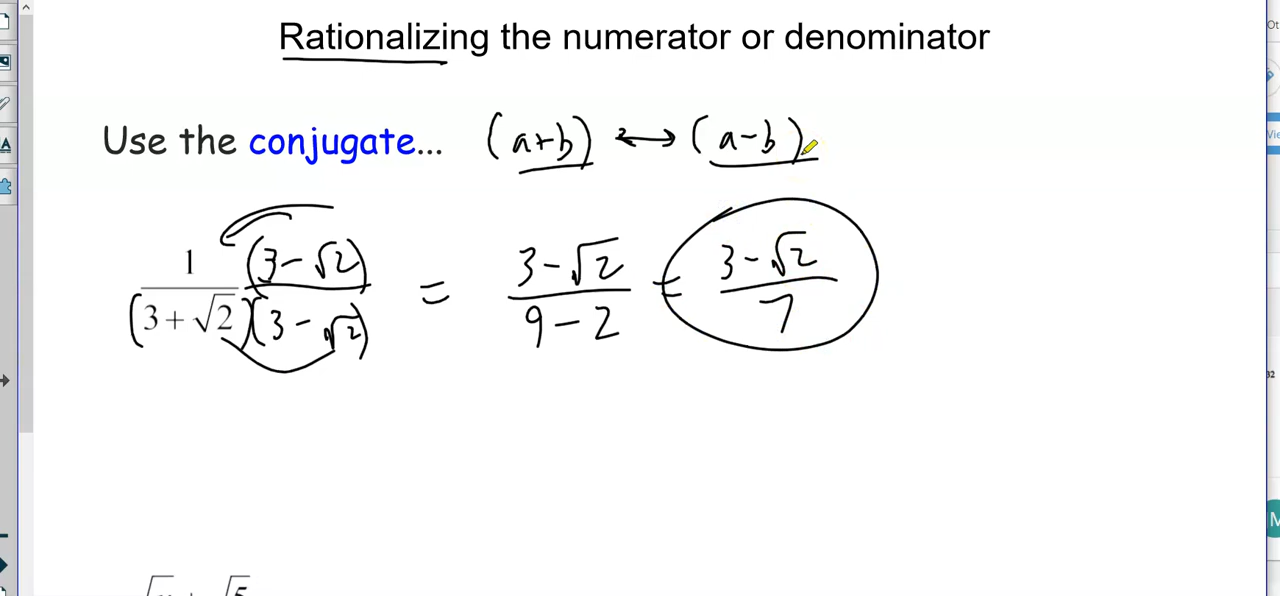 Rationalizing the numerator or denominator
Use the conjugate... (a+b) ↔ (a-b)
1 (3-√2) / (3+√2)(3-√2) = 3-√2 / 9-2 = 3-√2 / 7